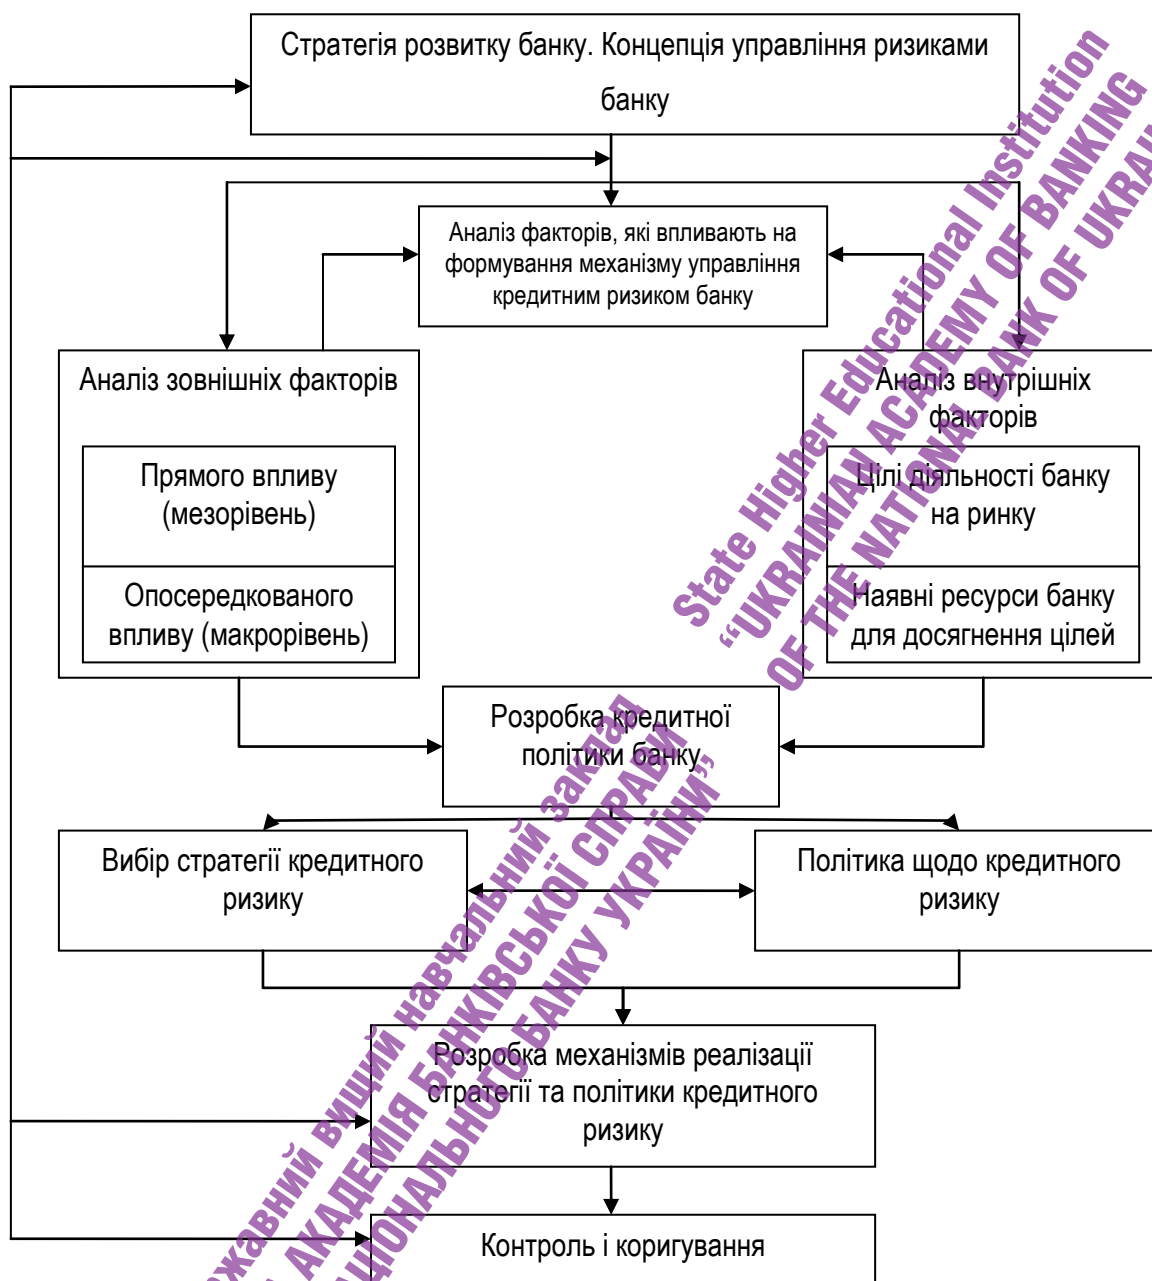 Стратегія розвитку банку. Концепція управління ризиками
банку
Аналіз факторів, які впливають на
формування механізму управління
кредитним ризиком банку
Аналіз зовнішніх факторів
Прямого впливу
(мезорівень)
Опосередкованого
впливу (макрорівень)
Аналіз внутрішніх
факторів
Цілі діяльності банку
на ринку
Наявні ресурси банку
для досягнення цілей
Розробка кредитної
політики банку
Вибір стратегії кредитного
ризику
Політика щодо кредитного
ризику
Розробка механізмів реалізації
стратегії та політики кредитного
ризику
Контроль і коригування
State Higher Educational Institution
“UKRAINIAN ACADEMY OF BANKING
OF THE NATIONAL BANK OF
вищий навчальний заклад
АКАДЕМІЯ БАНКІВСЬКОЇ СПРАВИ
БАНКУ УКРАЇНИ”